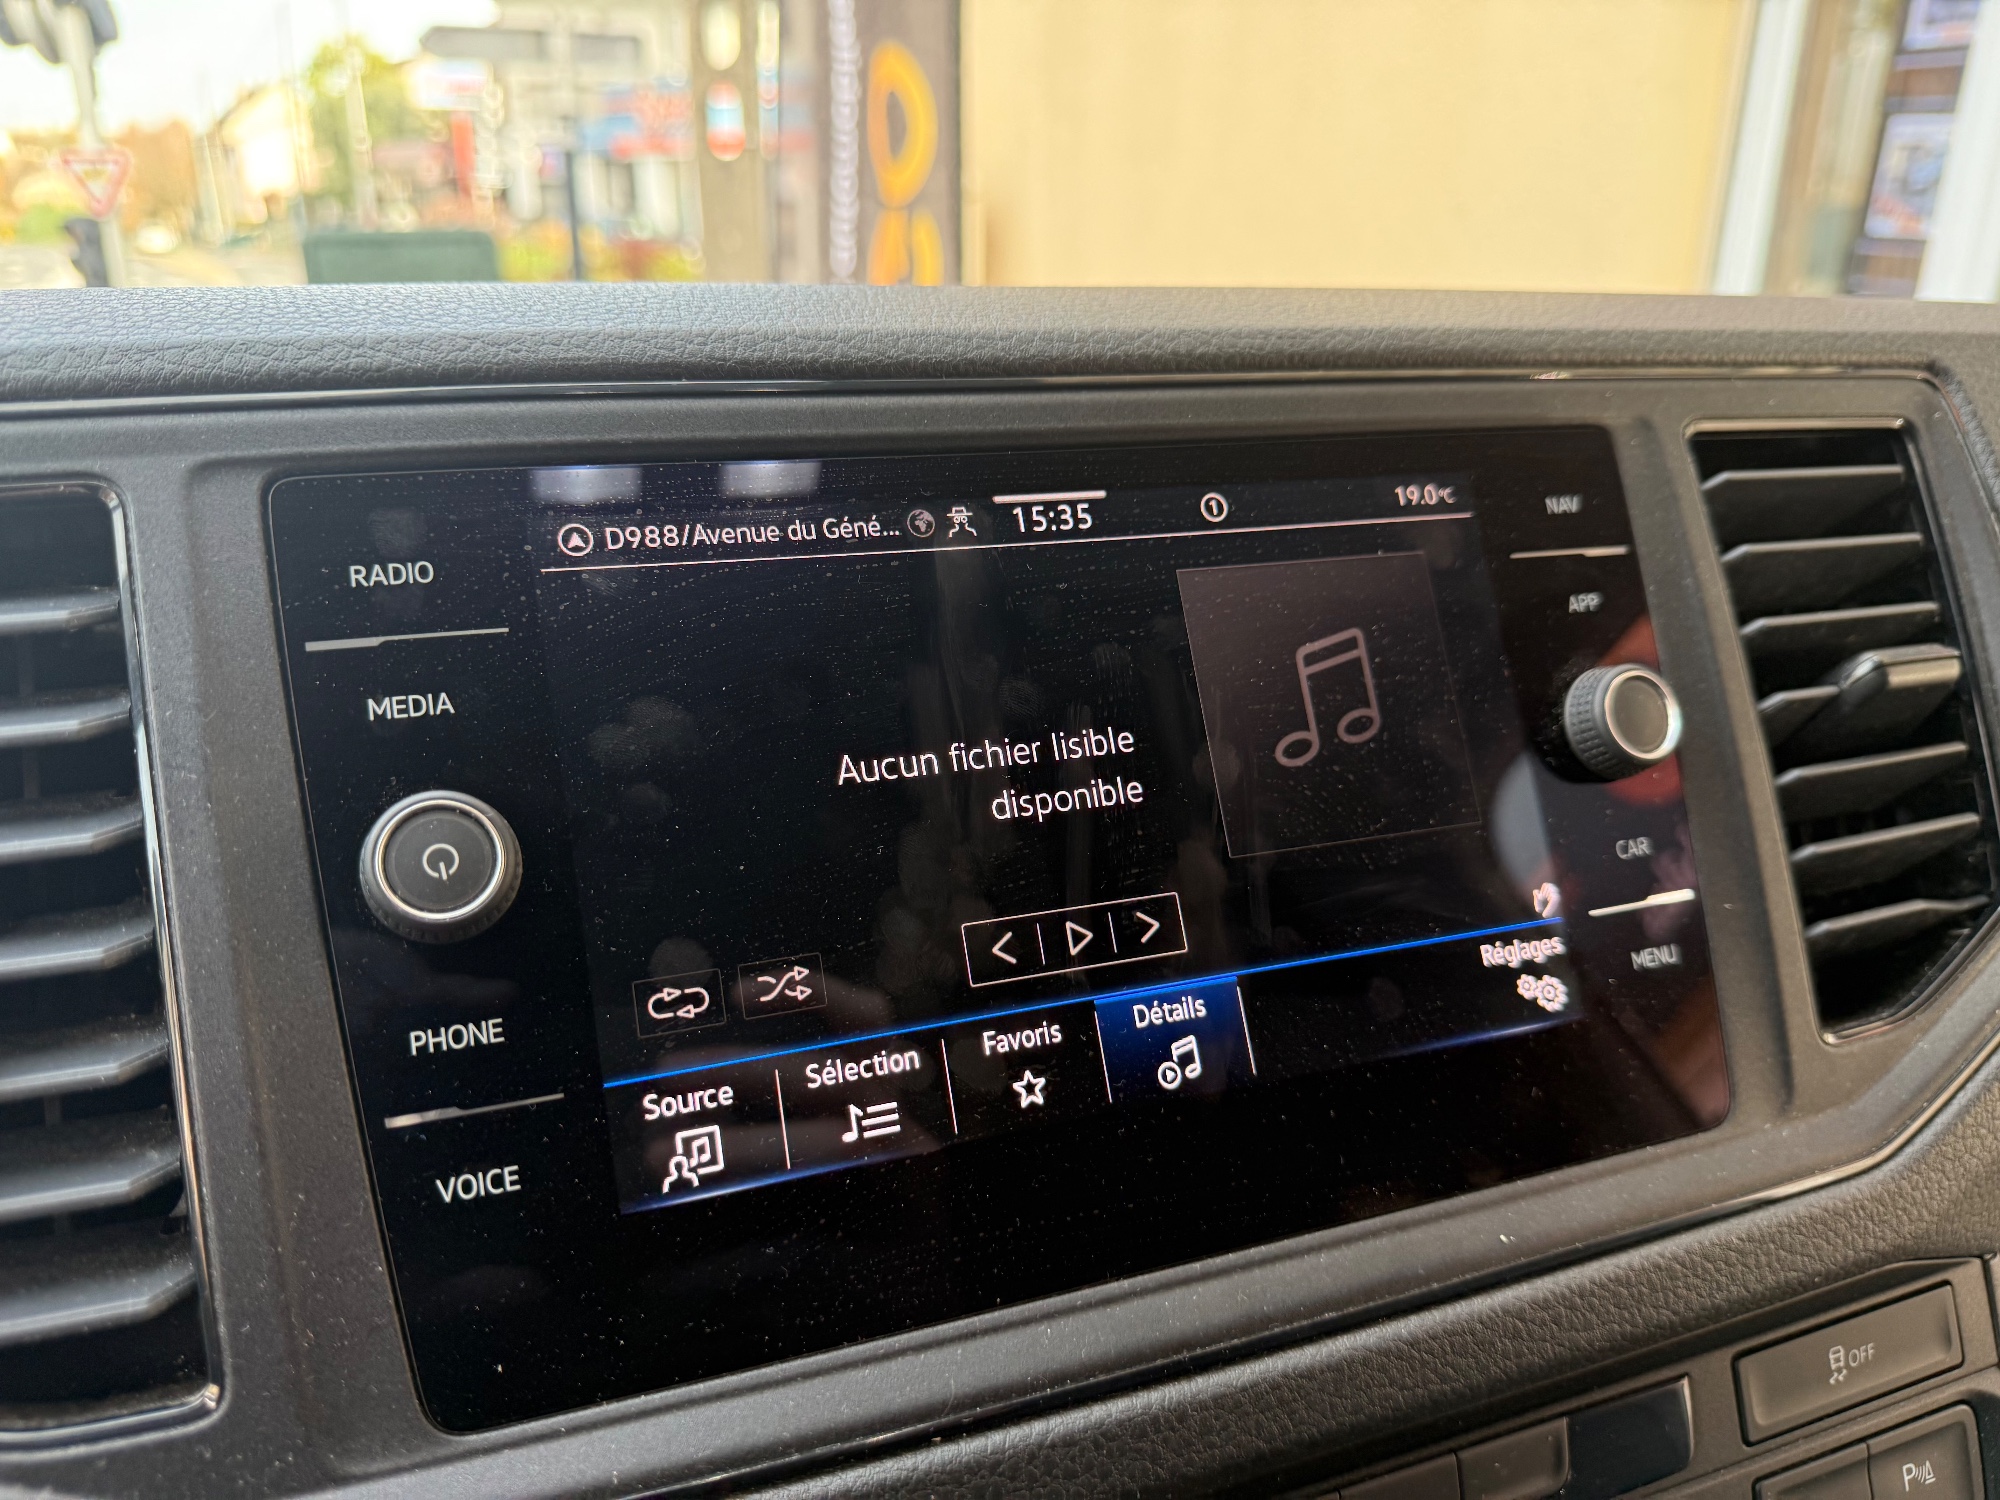 RADIO
MEDIA
PHONE
VOICE
D988/Avenue du Géné...
15:35
1
19.0°C
Aucun fichier lisible
disponible
Source
Sélection
Favoris
Détails
Réglages
NAV
APP
CAR
MENU
OFF
P